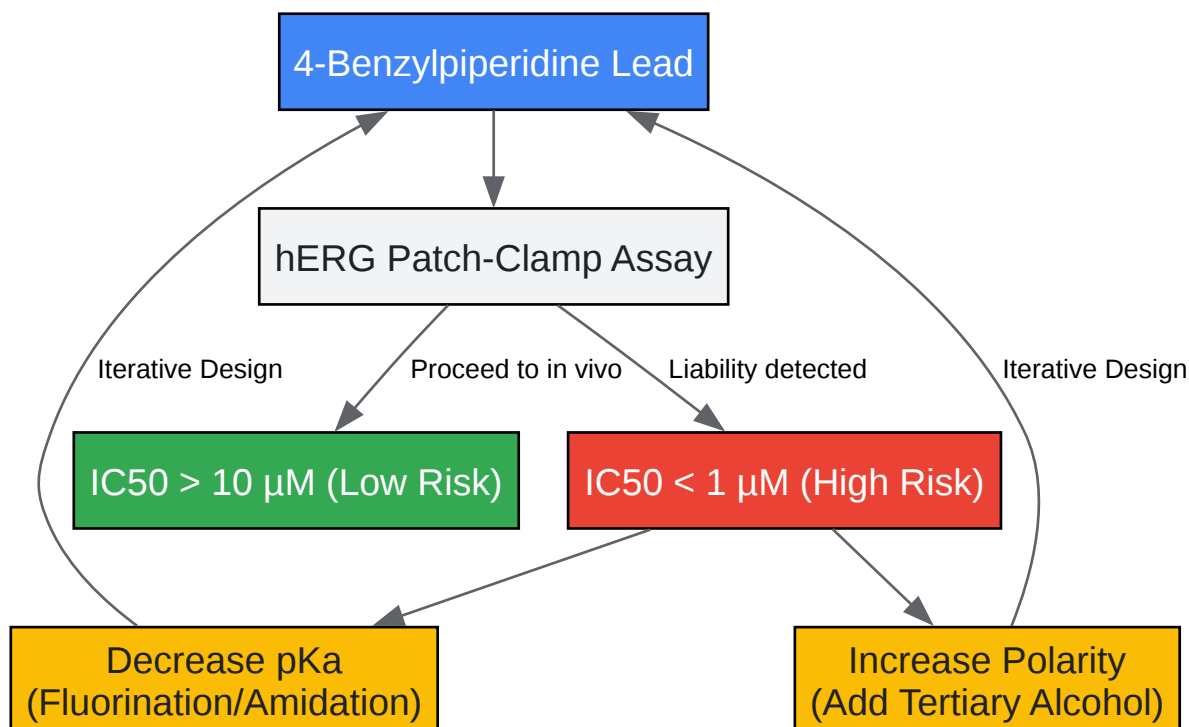 4-Benzylpiperidine Lead
hERG Patch-Clamp Assay
Iterative Design
Proceed to in vivo
Liability detected
Iterative Design
IC50 > 10 µM (Low Risk)
IC50 < 1 µM (High Risk)
Decrease pKa
(Fluorination/Amidation)
Increase Polarity
(Add Tertiary Alcohol)